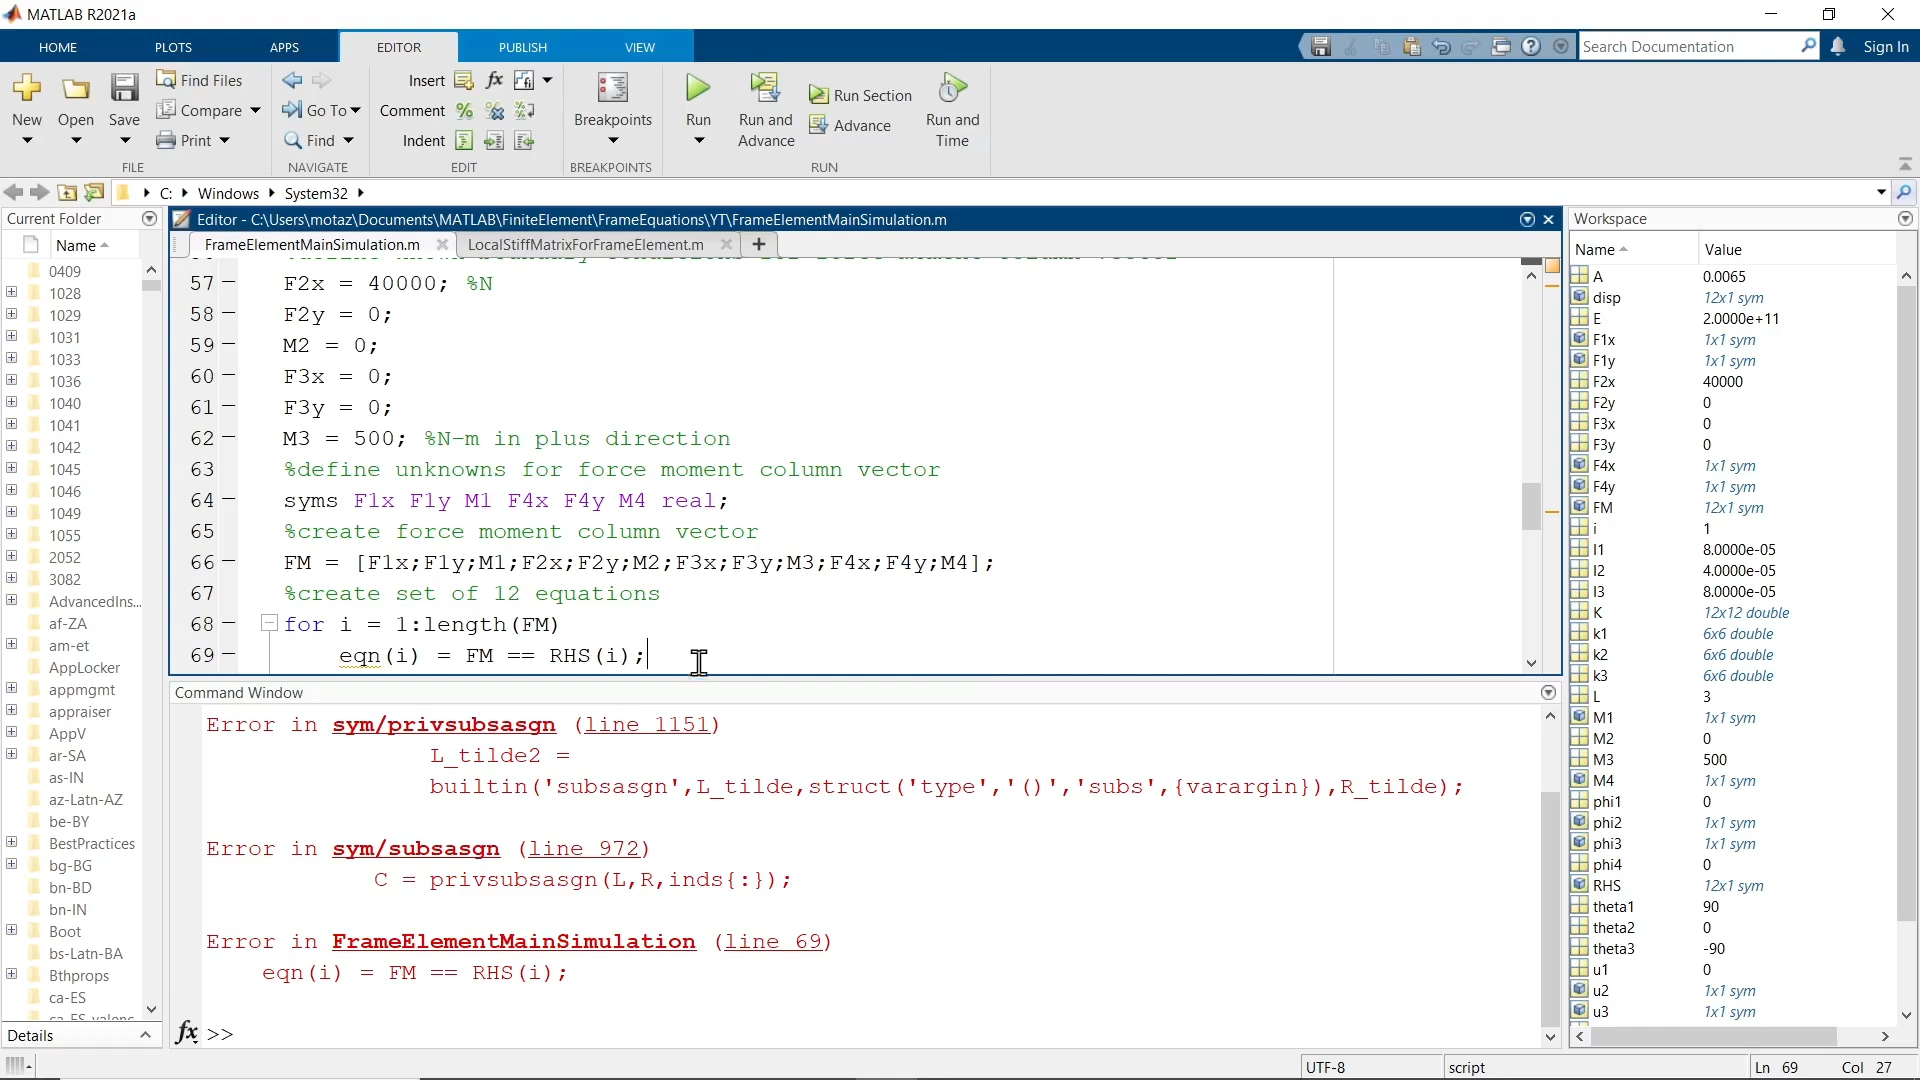 MATLAB R2021a
HOME PLOTS APPS EDITOR PUBLISH VIEW
Search Documentation
Sign In
New Open Save
Find Files
Compare
Print
FILE
Go To
Find
NAVIGATE
Insert fx
Comment
Indent
EDIT
Breakpoints
BREAKPOINTS
Run
Run and Advance
Run Section
Advance
Run and Time
RUN
C: Windows System32
Current Folder
Name
0409
1028
1029
1031
1033
1036
1040
1041
1042
1045
1046
1049
1055
2052
3082
AdvancedIns...
af-ZA
am-et
AppLocker
appmgmt
appraiser
AppV
ar-SA
as-IN
az-Latn-AZ
be-BY
BestPractices
bg-BG
bn-BD
bn-IN
Boot
bs-Latn-BA
Bthprops
ca-ES
Details
Editor - C:\Users\motaz\Documents\MATLAB\FiniteElement\FrameEquations\YT\FrameElementMainSimulation.m
FrameElementMainSimulation.m LocalStiffMatrixForFrameElement.m
57 F2x = 40000; %N
58 F2y = 0;
59 M2 = 0;
60 F3x = 0;
61 F3y = 0;
62 M3 = 500; %N-m in plus direction
63 %define unknowns for force moment column vector
64 syms F1x F1y M1 F4x F4y M4 real;
65 %create force moment column vector
66 FM = [F1x;F1y;M1;F2x;F2y;M2;F3x;F3y;M3;F4x;F4y;M4];
67 %create set of 12 equations
68 for i = 1:length(FM)
69 eqn(i) = FM == RHS(i);
Command Window
Error in sym/privsubsasgn (line 1151)
L_tilde2 =
builtin('subsasgn',L_tilde,struct('type','()','subs',{varargin}),R_tilde);
Error in sym/subsasgn (line 972)
C = privsubsasgn(L,R,inds{:});
Error in FrameElementMainSimulation (line 69)
eqn(i) = FM == RHS(i);
fx >>
Workspace
Name Value
A 0.0065
disp 12x1 sym
E 2.0000e+11
F1x 1x1 sym
F1y 1x1 sym
F2x 40000
F2y 0
F3x 0
F3y 0
F4x 1x1 sym
F4y 1x1 sym
FM 12x1 sym
i 1
I1 8.0000e-05
I2 4.0000e-05
I3 8.0000e-05
K 12x12 double
k1 6x6 double
k2 6x6 double
k3 6x6 double
L 3
M1 1x1 sym
M2 0
M3 500
M4 1x1 sym
phi1 0
phi2 1x1 sym
phi3 1x1 sym
phi4 0
RHS 12x1 sym
theta1 90
theta2 0
theta3 -90
u1 0
u2 1x1 sym
u3 1x1 sym
UTF-8 script Ln 69 Col 27